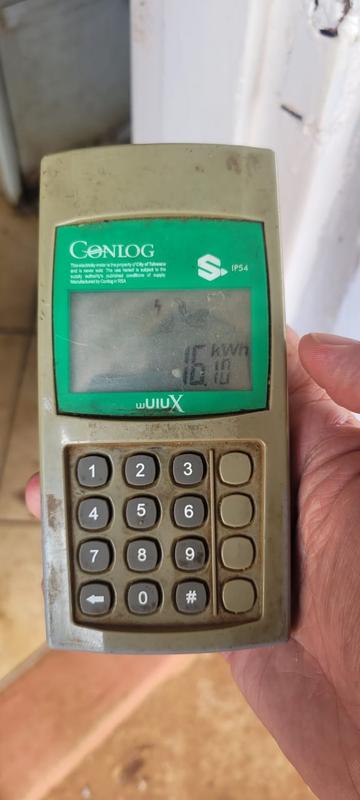 CONLOG
This electricity meter is the property of City of Tshwane
and is never sold. The use hereof is subject to the
supply authority's published conditions of supply
Manufactured by Conlog in RSA
S IP54
kWh
16.10
wUIUX
1 2 3
4 5 6
7 8 9
← 0 #